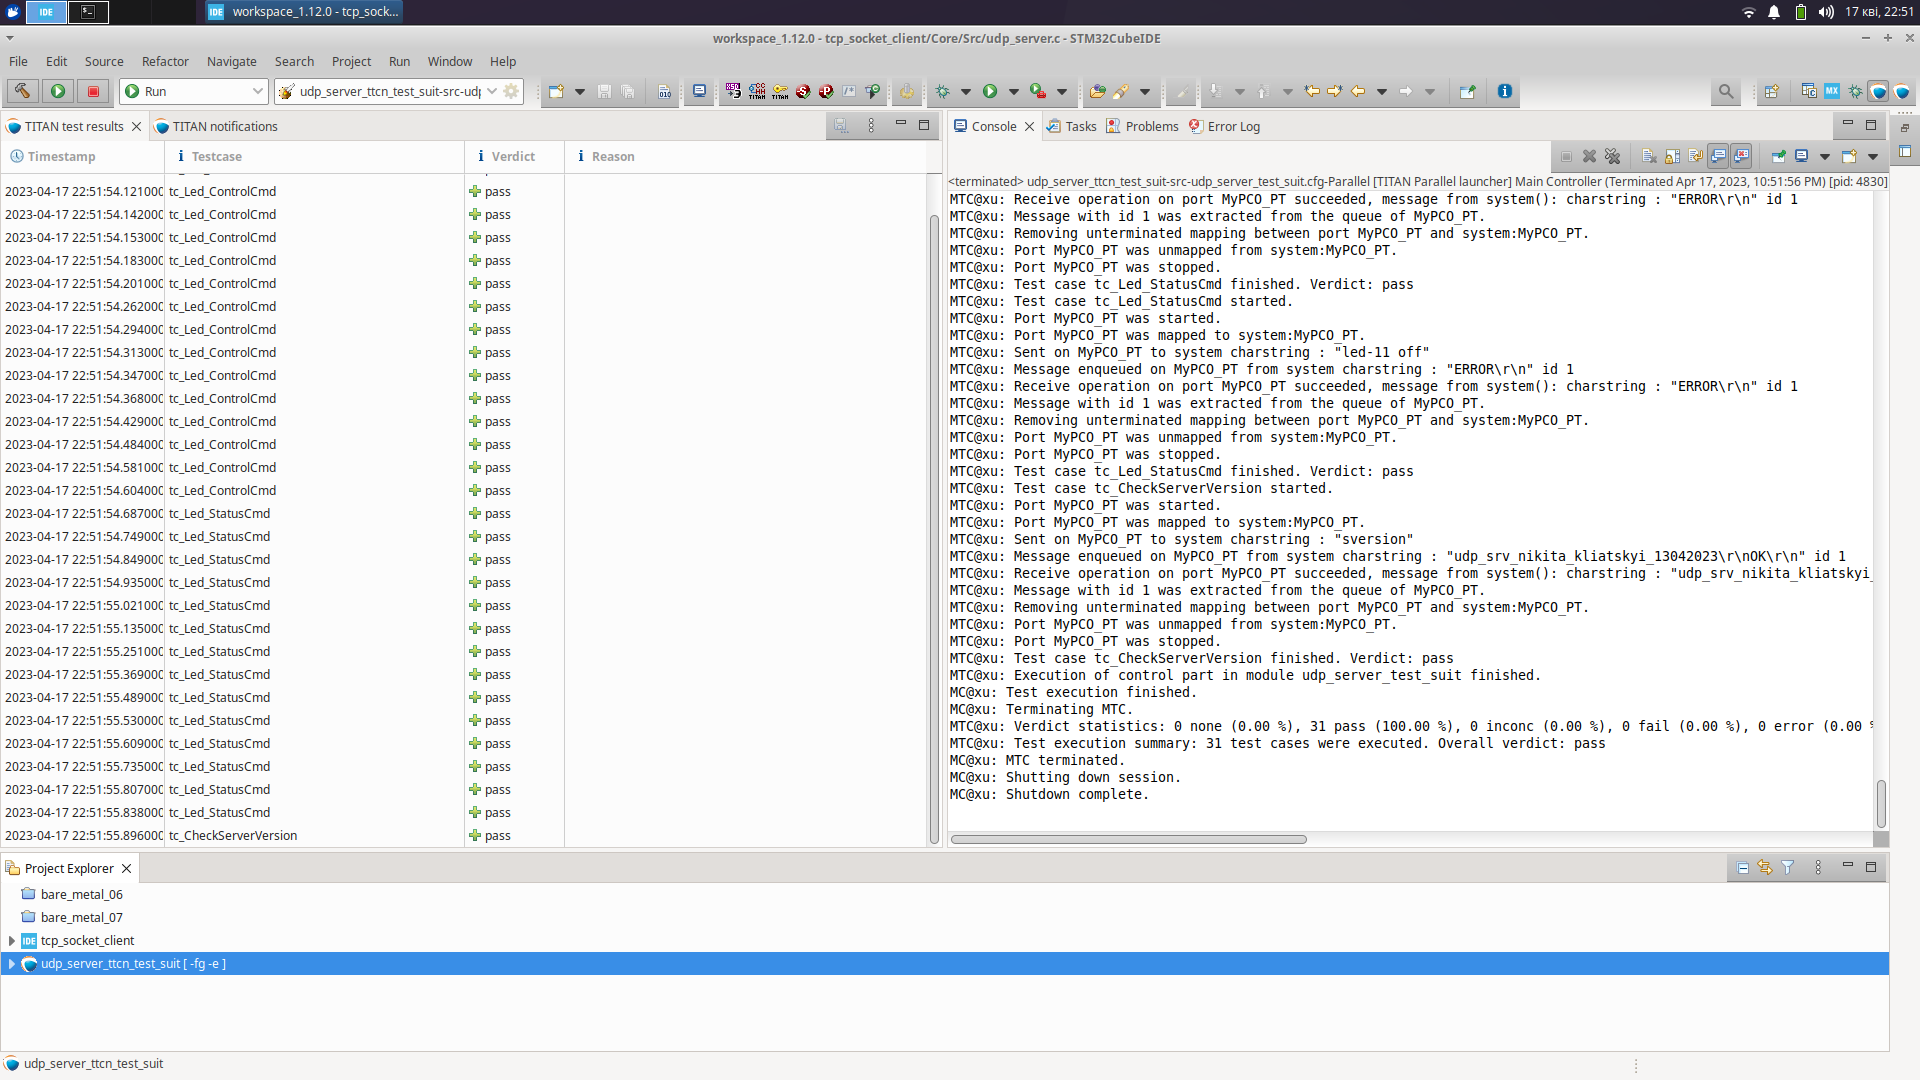 IDE
workspace_1.12.0 - tcp_sock...
17 кві, 22:51
workspace_1.12.0 - tcp_socket_client/Core/Src/udp_server.c - STM32CubeIDE
File Edit Source Refactor Navigate Search Project Run Window Help
Run
udp_server_ttcn_test_suit-src-udp
TITAN test results
TITAN notifications
Timestamp Testcase Verdict Reason
2023-04-17 22:51:54.121000 tc_Led_ControlCmd pass
2023-04-17 22:51:54.142000 tc_Led_ControlCmd pass
2023-04-17 22:51:54.153000 tc_Led_ControlCmd pass
2023-04-17 22:51:54.183000 tc_Led_ControlCmd pass
2023-04-17 22:51:54.201000 tc_Led_ControlCmd pass
2023-04-17 22:51:54.262000 tc_Led_ControlCmd pass
2023-04-17 22:51:54.294000 tc_Led_ControlCmd pass
2023-04-17 22:51:54.313000 tc_Led_ControlCmd pass
2023-04-17 22:51:54.347000 tc_Led_ControlCmd pass
2023-04-17 22:51:54.368000 tc_Led_ControlCmd pass
2023-04-17 22:51:54.429000 tc_Led_ControlCmd pass
2023-04-17 22:51:54.484000 tc_Led_ControlCmd pass
2023-04-17 22:51:54.581000 tc_Led_ControlCmd pass
2023-04-17 22:51:54.604000 tc_Led_ControlCmd pass
2023-04-17 22:51:54.687000 tc_Led_StatusCmd pass
2023-04-17 22:51:54.749000 tc_Led_StatusCmd pass
2023-04-17 22:51:54.849000 tc_Led_StatusCmd pass
2023-04-17 22:51:54.935000 tc_Led_StatusCmd pass
2023-04-17 22:51:55.021000 tc_Led_StatusCmd pass
2023-04-17 22:51:55.135000 tc_Led_StatusCmd pass
2023-04-17 22:51:55.251000 tc_Led_StatusCmd pass
2023-04-17 22:51:55.369000 tc_Led_StatusCmd pass
2023-04-17 22:51:55.489000 tc_Led_StatusCmd pass
2023-04-17 22:51:55.530000 tc_Led_StatusCmd pass
2023-04-17 22:51:55.609000 tc_Led_StatusCmd pass
2023-04-17 22:51:55.735000 tc_Led_StatusCmd pass
2023-04-17 22:51:55.807000 tc_Led_StatusCmd pass
2023-04-17 22:51:55.838000 tc_Led_StatusCmd pass
2023-04-17 22:51:55.896000 tc_CheckServerVersion pass
Console Tasks Problems Error Log
<terminated> udp_server_ttcn_test_suit-src-udp_server_test_suit.cfg-Parallel [TITAN Parallel launcher] Main Controller (Terminated Apr 17, 2023, 10:51:56 PM) [pid: 4830]
MTC@xu: Receive operation on port MyPCO_PT succeeded, message from system(): charstring : "ERROR\r\n" id 1
MTC@xu: Message with id 1 was extracted from the queue of MyPCO_PT.
MTC@xu: Removing unterminated mapping between port MyPCO_PT and system:MyPCO_PT.
MTC@xu: Port MyPCO_PT was unmapped from system:MyPCO_PT.
MTC@xu: Port MyPCO_PT was stopped.
MTC@xu: Test case tc_Led_StatusCmd finished. Verdict: pass
MTC@xu: Test case tc_Led_StatusCmd started.
MTC@xu: Port MyPCO_PT was started.
MTC@xu: Port MyPCO_PT was mapped to system:MyPCO_PT.
MTC@xu: Sent on MyPCO_PT to system charstring : "led-11 off"
MTC@xu: Message enqueued on MyPCO_PT from system charstring : "ERROR\r\n" id 1
MTC@xu: Receive operation on port MyPCO_PT succeeded, message from system(): charstring : "ERROR\r\n" id 1
MTC@xu: Message with id 1 was extracted from the queue of MyPCO_PT.
MTC@xu: Removing unterminated mapping between port MyPCO_PT and system:MyPCO_PT.
MTC@xu: Port MyPCO_PT was unmapped from system:MyPCO_PT.
MTC@xu: Port MyPCO_PT was stopped.
MTC@xu: Test case tc_Led_StatusCmd finished. Verdict: pass
MTC@xu: Test case tc_CheckServerVersion started.
MTC@xu: Port MyPCO_PT was started.
MTC@xu: Port MyPCO_PT was mapped to system:MyPCO_PT.
MTC@xu: Sent on MyPCO_PT to system charstring : "sversion"
MTC@xu: Message enqueued on MyPCO_PT from system charstring : "udp_srv_nikita_kliatskyi_13042023\r\nOK\r\n" id 1
MTC@xu: Receive operation on port MyPCO_PT succeeded, message from system(): charstring : "udp_srv_nikita_kliatskyi_
MTC@xu: Message with id 1 was extracted from the queue of MyPCO_PT.
MTC@xu: Removing unterminated mapping between port MyPCO_PT and system:MyPCO_PT.
MTC@xu: Port MyPCO_PT was unmapped from system:MyPCO_PT.
MTC@xu: Port MyPCO_PT was stopped.
MTC@xu: Test case tc_CheckServerVersion finished. Verdict: pass
MTC@xu: Execution of control part in module udp_server_test_suit finished.
MC@xu: Test execution finished.
MC@xu: Terminating MTC.
MTC@xu: Verdict statistics: 0 none (0.00 %), 31 pass (100.00 %), 0 inconc (0.00 %), 0 fail (0.00 %), 0 error (0.00 %
MTC@xu: Test execution summary: 31 test cases were executed. Overall verdict: pass
MC@xu: MTC terminated.
MC@xu: Shutting down session.
MC@xu: Shutdown complete.
Project Explorer
bare_metal_06
bare_metal_07
IDE tcp_socket_client
udp_server_ttcn_test_suit [ -fg -e ]
udp_server_ttcn_test_suit